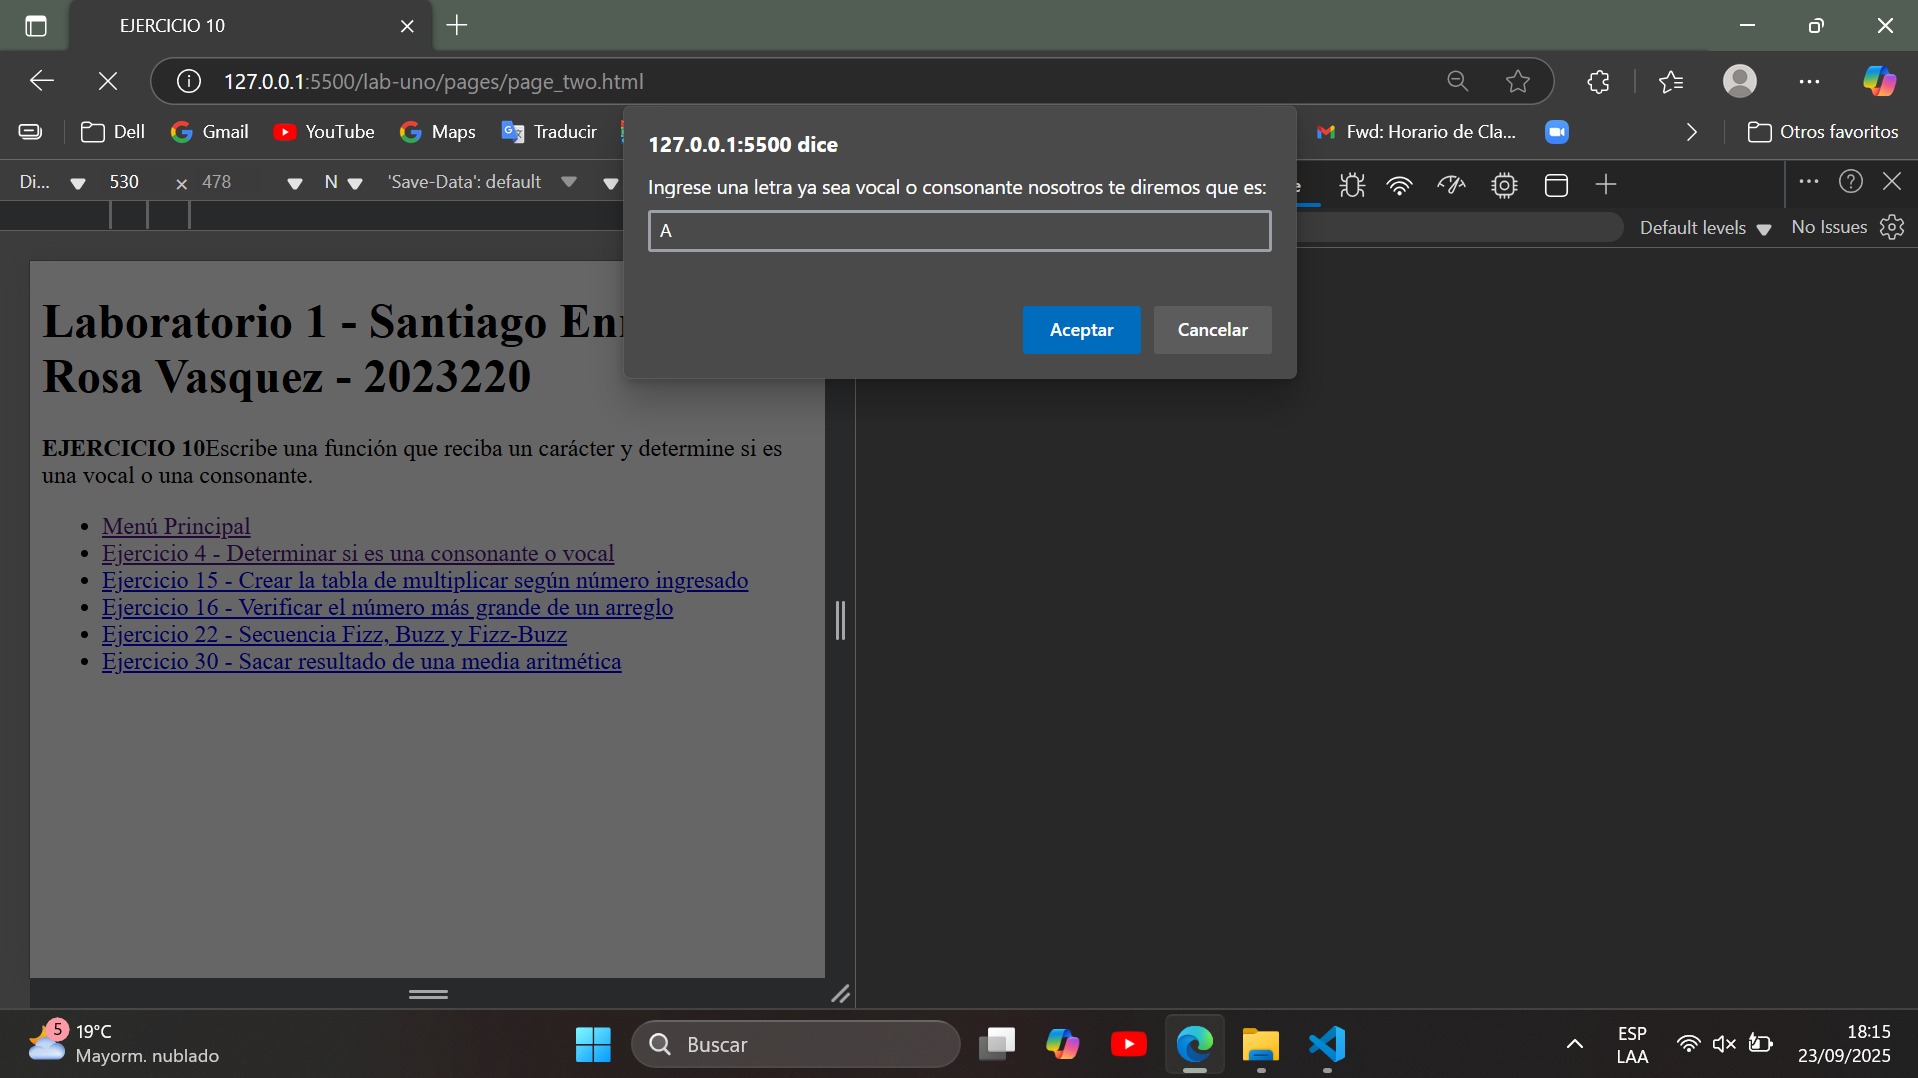 EJERCICIO 10
127.0.0.1:5500/lab-uno/pages/page_two.html
Dell
Gmail
YouTube
Maps
Traducir
Fwd: Horario de Cla...
Otros favoritos
127.0.0.1:5500 dice
Ingrese una letra ya sea vocal o consonante nosotros te diremos que es:
A
Aceptar
Cancelar
Di...
530
×
478
N
'Save-Data': default
Default levels
No Issues
Laboratorio 1 - Santiago
Rosa Vasquez - 2023220
EJERCICIO 10Escribe una función que reciba un carácter y determine si es
una vocal o una consonante.
Menú Principal
Ejercicio 4 - Determinar si es una consonante o vocal
Ejercicio 15 - Crear la tabla de multiplicar según número ingresado
Ejercicio 16 - Verificar el número más grande de un arreglo
Ejercicio 22 - Secuencia Fizz, Buzz y Fizz-Buzz
Ejercicio 30 - Sacar resultado de una media aritmética
5
19°C
Mayorm. nublado
Buscar
ESP
LAA
18:15
23/09/2025